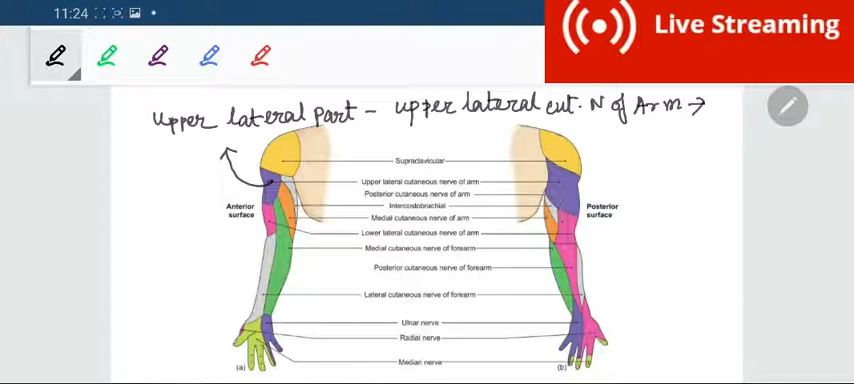 11:24
Live Streaming
Upper lateral part - upper lateral cut. N of Arm →
Supraclavicular
Upper lateral cutaneous nerve of arm
Posterior cutaneous nerve of arm
Intercostobrachial
Anterior surface
Posterior surface
Medial cutaneous nerve of arm
Lower lateral cutaneous nerve of arm
Medial cutaneous nerve of forearm
Posterior cutaneous nerve of forearm
Lateral cutaneous nerve of forearm
Ulnar nerve
Radial nerve
Median nerve
(a)
(b)